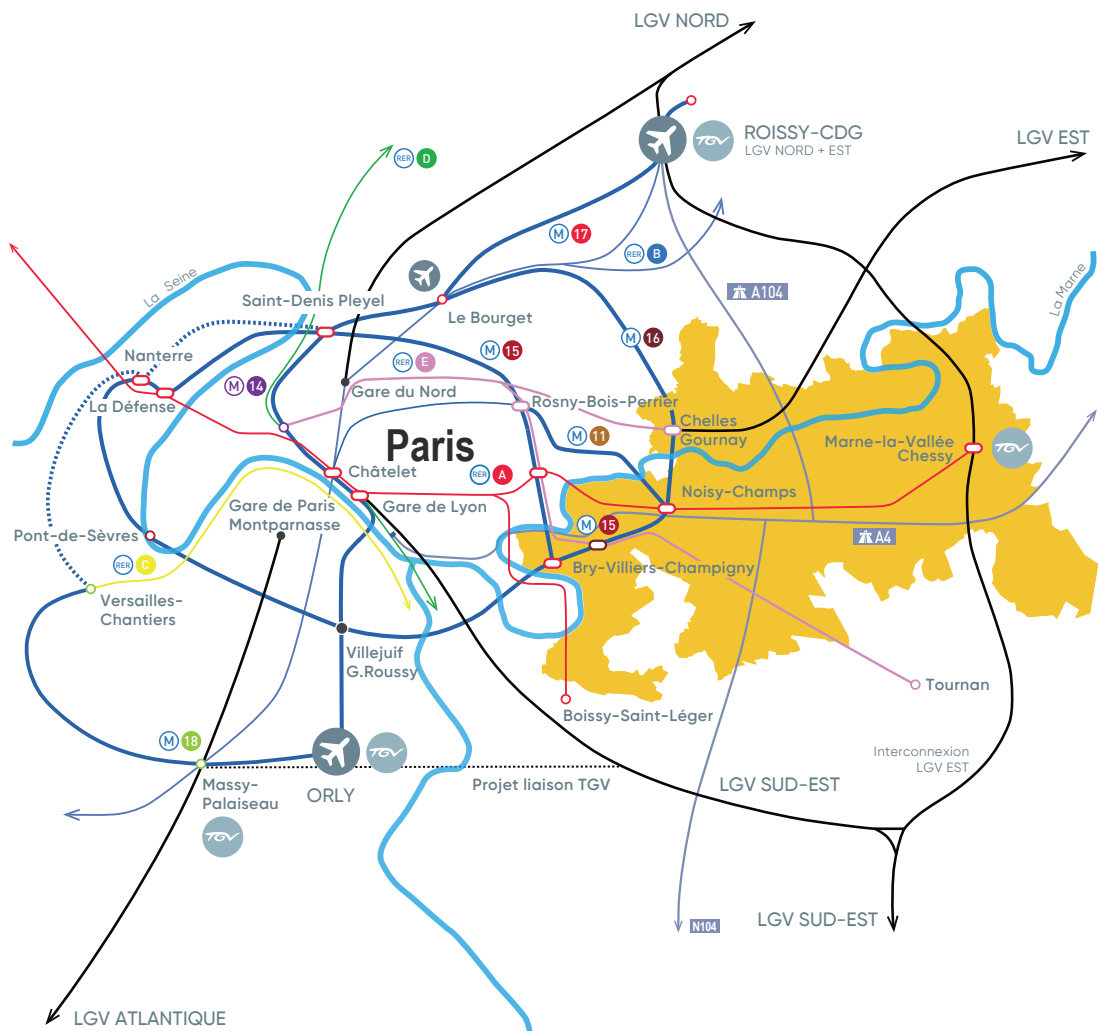 LGV NORD
TGV
ROISSY-CDG
LGV NORD + EST
LGV EST
RER D
M 17
RER B
La Seine
A104
La Marne
Saint-Denis Pleyel
Le Bourget
M 16
Nanterre
M 15
RER E
M 14
La Défense
Gare du Nord
Rosny-Bois-Perrier
Chelles
Gournay
M 11
Paris
Marne-la-Vallée
Chessy
TGV
Châtelet
RER A
Noisy-Champs
Gare de Lyon
Gare de Paris
Montparnasse
M 15
A4
Pont-de-Sèvres
RER C
Bry-Villiers-Champigny
Versailles-
Chantiers
Villejuif
G.Roussy
Tournan
Boissy-Saint-Léger
M 18
TGV
Interconnexion
LGV EST
Massy-
Palaiseau
ORLY
Projet liaison TGV
LGV SUD-EST
TGV
N104
LGV SUD-EST
LGV ATLANTIQUE